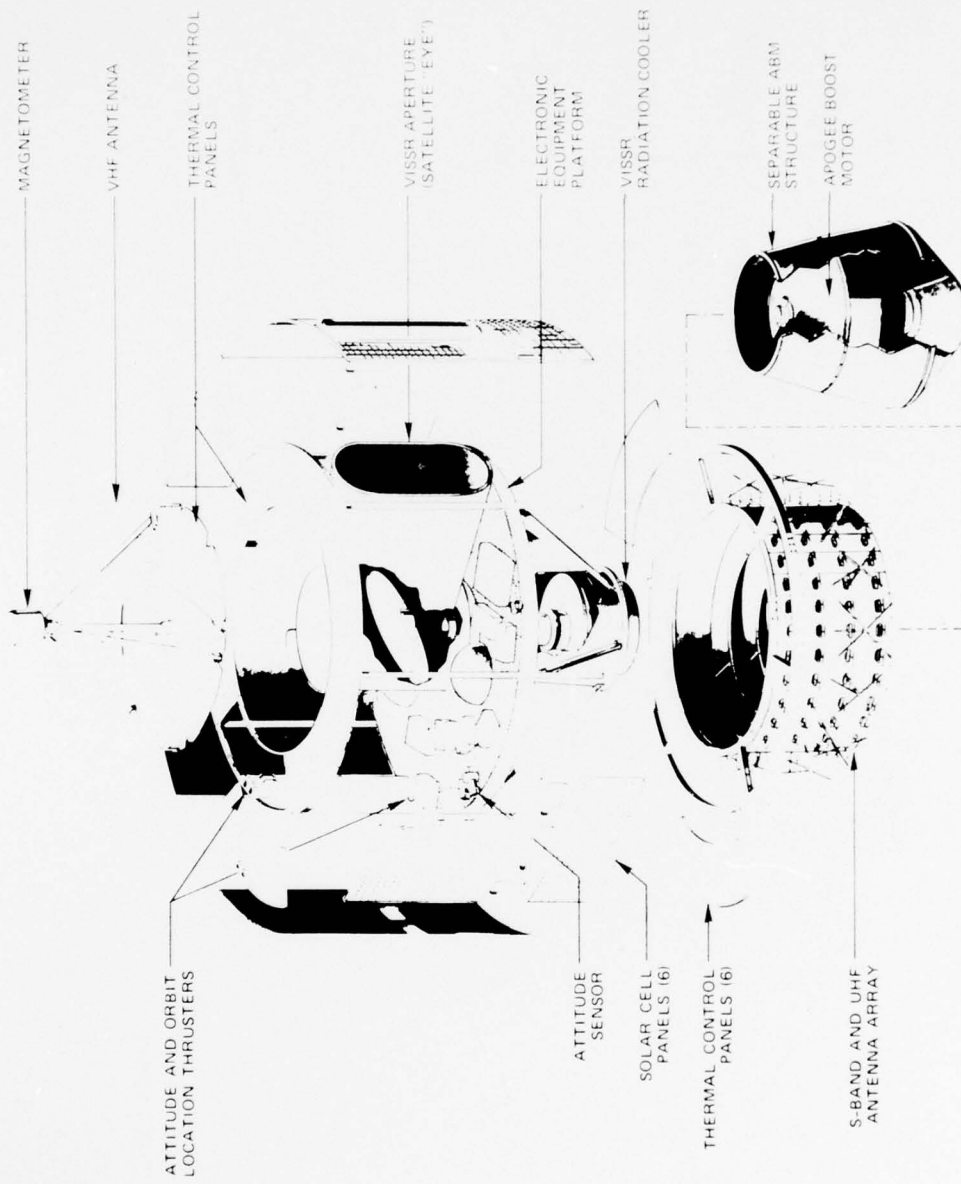 MAGNETOMETER
VHF ANTENNA
THERMAL CONTROL
PANELS
VISSR APERTURE
(SATELLITE "EYE")
ELECTRONIC
EQUIPMENT
PLATFORM
VISSR
RADIATION COOLER
SEPARABLE ABM
STRUCTURE
APOGEE BOOST
MOTOR
ATTITUDE AND ORBIT
LOCATION THRUSTERS
ATTITUDE
SENSOR
SOLAR CELL
PANELS (6)
THERMAL CONTROL
PANELS (6)
S-BAND AND UHF
ANTENNA ARRAY